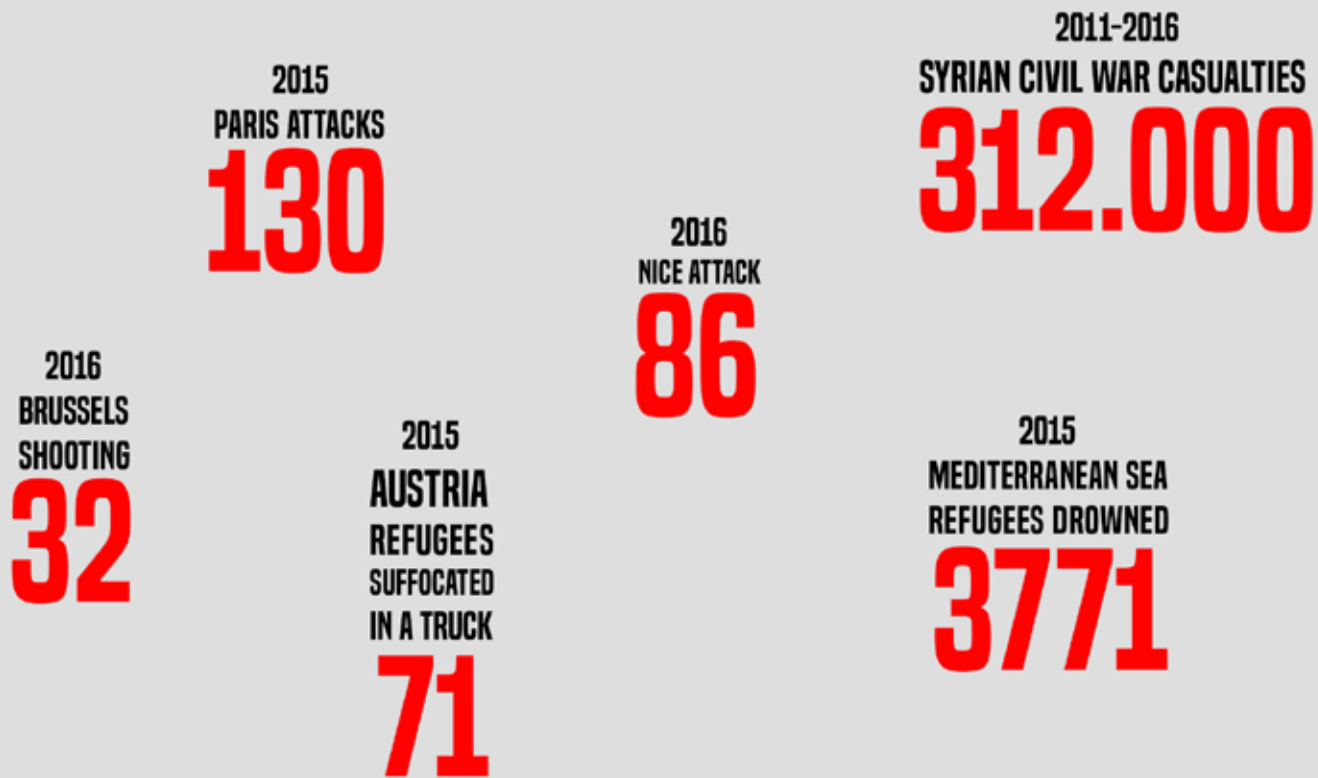 2011-2016
SYRIAN CIVIL WAR CASUALTIES
312.000
2015
PARIS ATTACKS
130
2016
NICE ATTACK
86
2016
BRUSSELS
SHOOTING
32
2015
AUSTRIA
REFUGEES
SUFFOCATED
IN A TRUCK
71
2015
MEDITERRANEAN SEA
REFUGEES DROWNED
3771